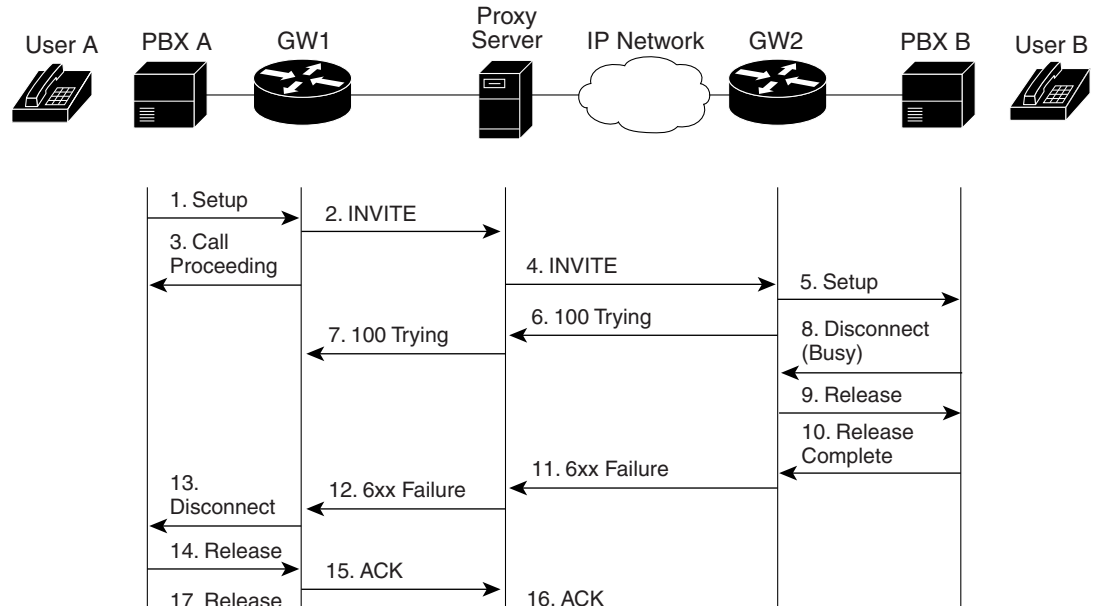 Proxy
Server
User A
PBX A
GW1
IP Network
GW2
PBX B
User B
1. Setup
2. INVITE
3. Call
Proceeding
4. INVITE
5. Setup
6. 100 Trying
7. 100 Trying
8. Disconnect
(Busy)
9. Release
10. Release
Complete
11. 6xx Failure
12. 6xx Failure
13.
Disconnect
14. Release
15. ACK
16. ACK
17. Release